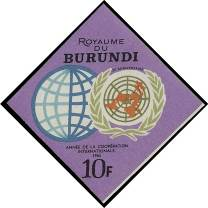 ROYAUME
DU
BURUNDI
ANNÉE DE LA COOPÉRATION
INTERNATIONALE
1965
10F